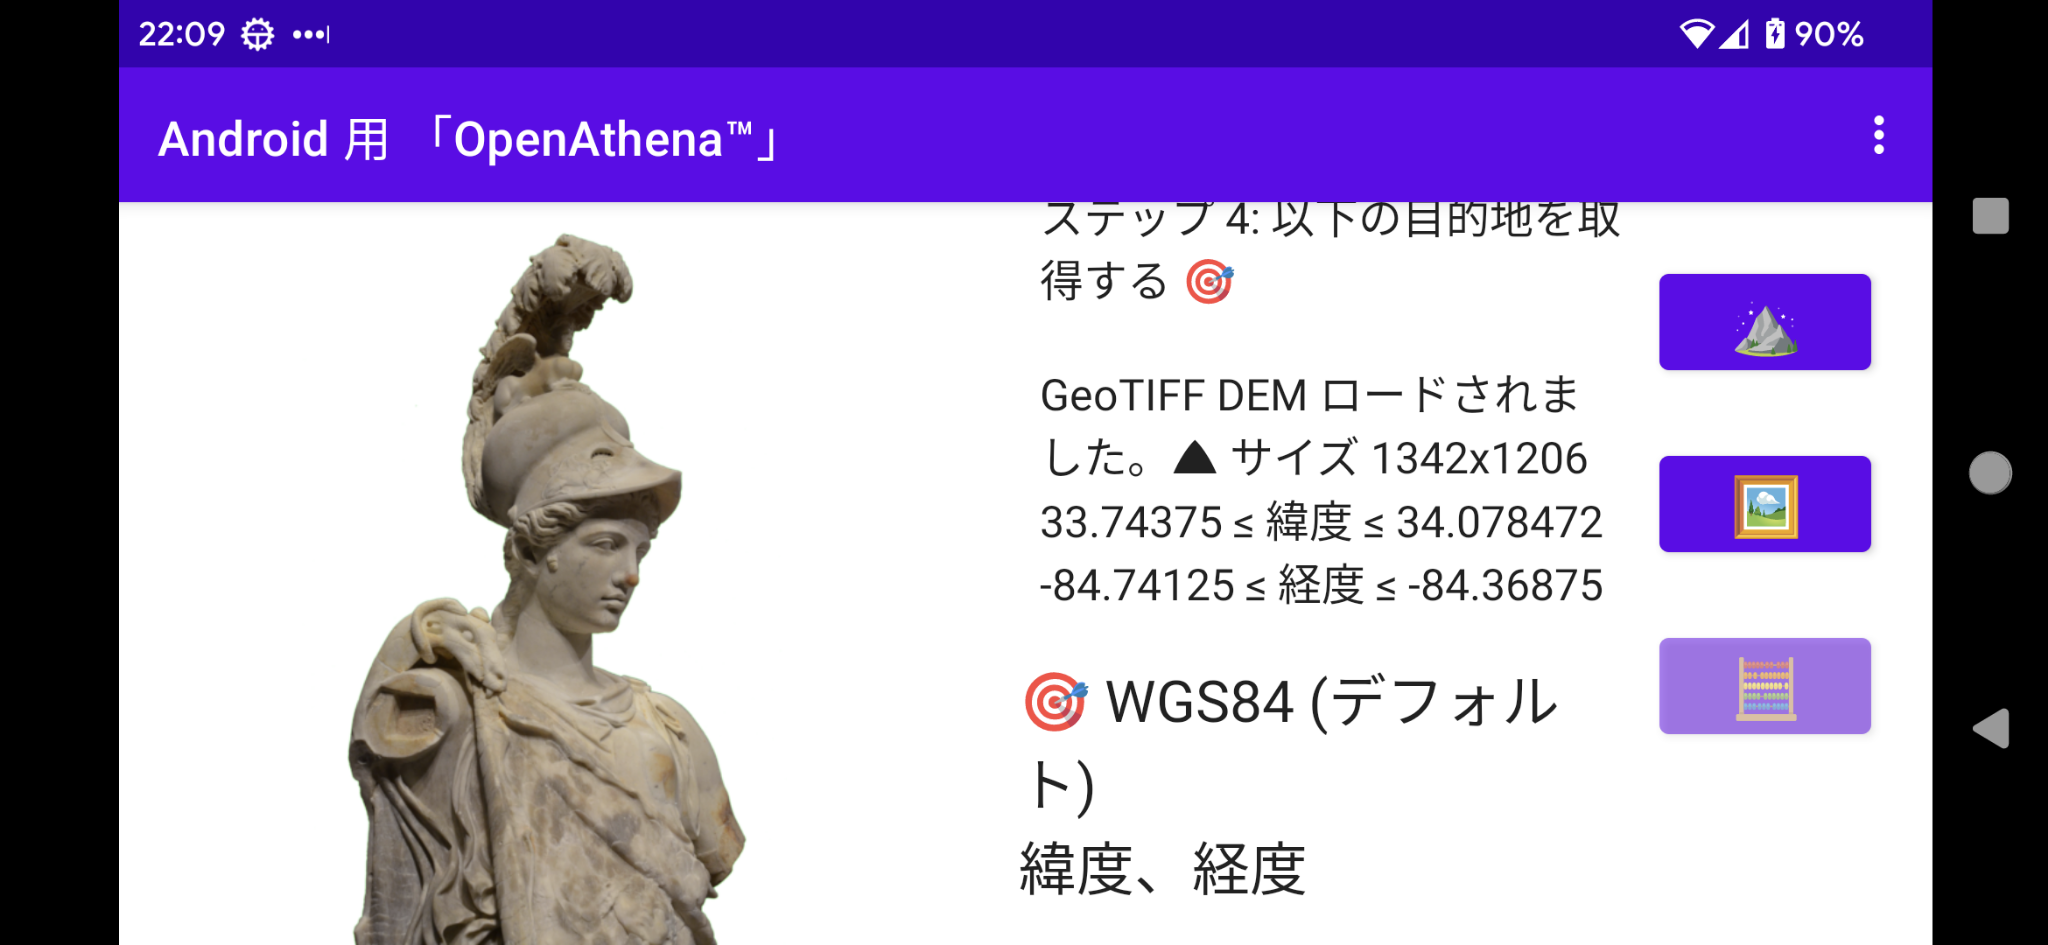 22:09
90%
Android 用 「OpenAthena™」
ステップ 4: 以下の目的地を取
得する 🎯
GeoTIFF DEM ロードされま
した。▲ サイズ 1342x1206
33.74375 ≤ 緯度 ≤ 34.078472
-84.74125 ≤ 経度 ≤ -84.36875
🎯 WGS84 (デフォル
ト)
緯度、経度